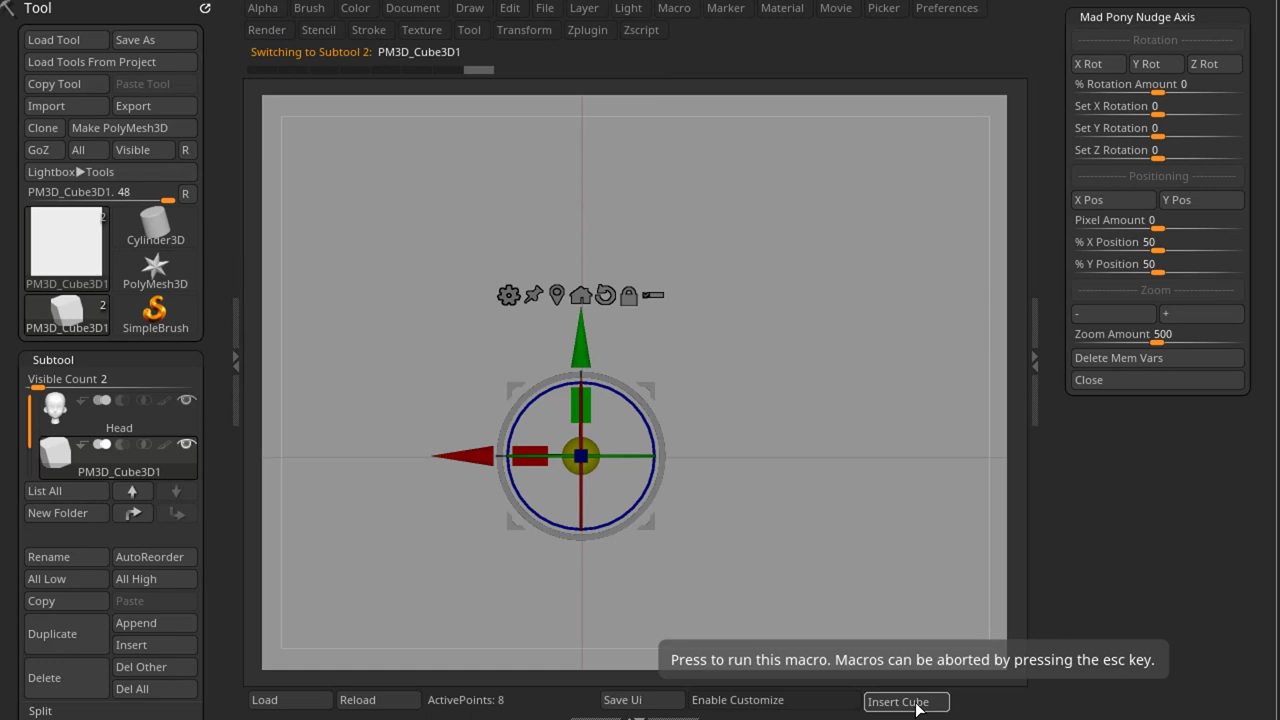 Tool
Load Tool Save As
Load Tools From Project
Copy Tool Paste Tool
Import Export
Clone Make PolyMesh3D
GoZ All Visible R
Lightbox▶Tools
PM3D_Cube3D1. 48 R
2
Cylinder3D
PM3D_Cube3D1 PolyMesh3D
2
PM3D_Cube3D1 SimpleBrush
Subtool
Visible Count 2
Head
PM3D_Cube3D1
List All
New Folder
Rename AutoReorder
All Low All High
Copy Paste
Duplicate Append
Insert
Delete Del Other
Del All
Split
Alpha Brush Color Document Draw Edit File Layer Light Macro Marker Material Movie Picker Preferences
Render Stencil Stroke Texture Tool Transform Zplugin Zscript
Switching to Subtool 2: PM3D_Cube3D1
Press to run this macro. Macros can be aborted by pressing the esc key.
Load Reload ActivePoints: 8 Save Ui Enable Customize Insert Cube
Mad Pony Nudge Axis
------------- Rotation -------------
X Rot Y Rot Z Rot
% Rotation Amount 0
Set X Rotation 0
Set Y Rotation 0
Set Z Rotation 0
------------ Positioning ------------
X Pos Y Pos
Pixel Amount 0
% X Position 50
% Y Position 50
--------------- Zoom ---------------
- +
Zoom Amount 500
Delete Mem Vars
Close